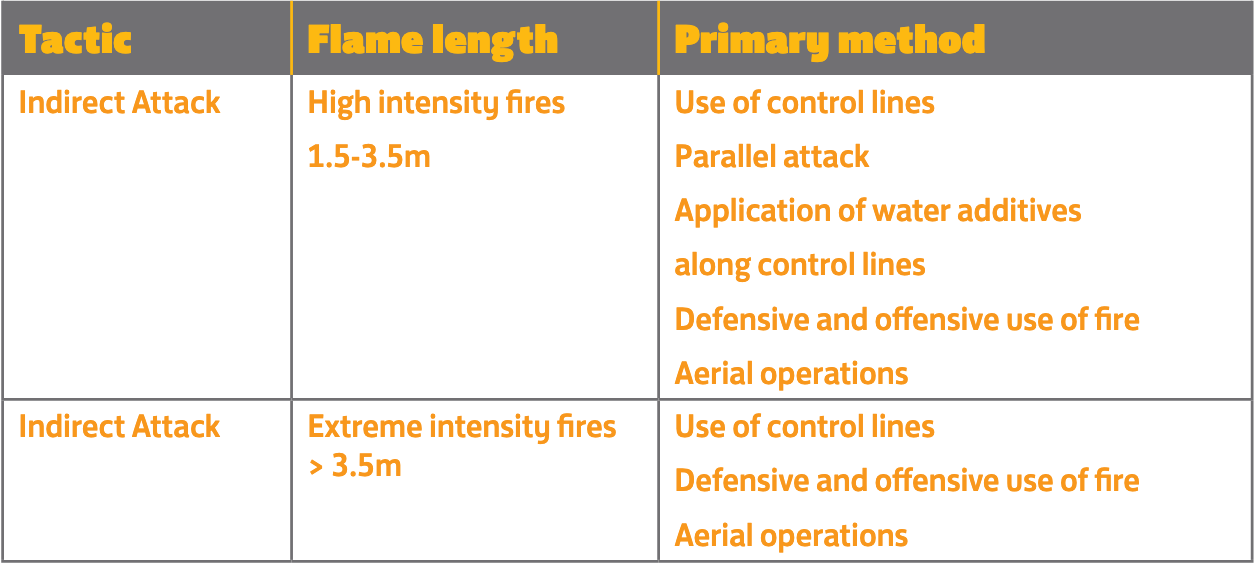 Tactic
Flame length
Primary method
Indirect Attack
High intensity fires
1.5-3.5m
Use of control lines
Parallel attack
Application of water additives
along control lines
Defensive and offensive use of fire
Aerial operations
Indirect Attack
Extreme intensity fires
> 3.5m
Use of control lines
Defensive and offensive use of fire
Aerial operations